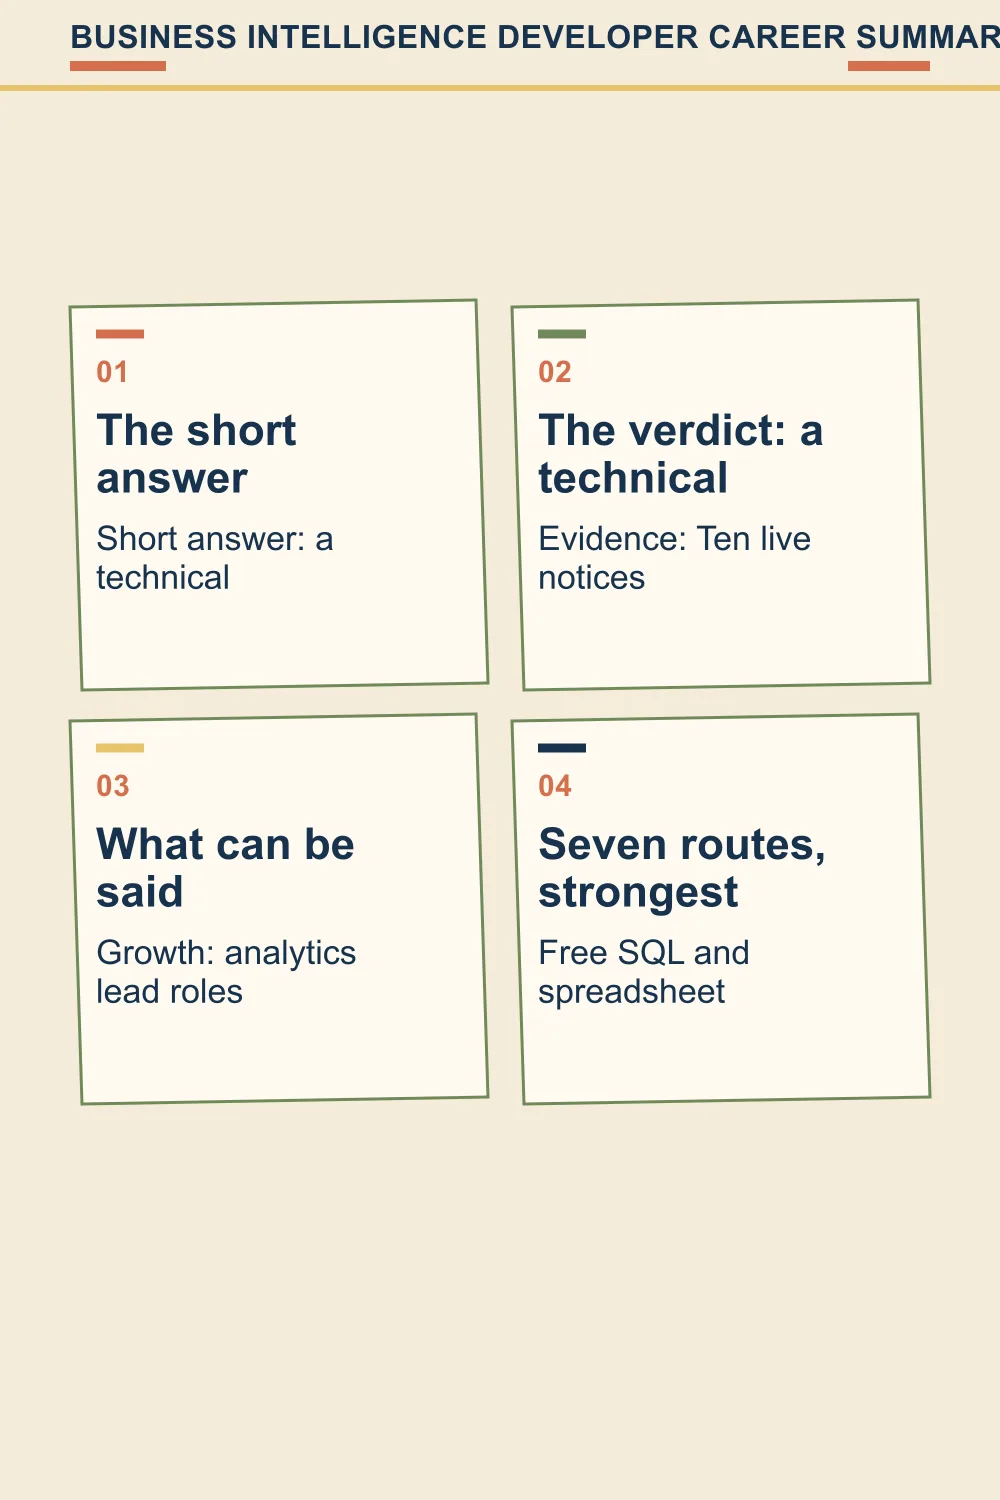 BUSINESS INTELLIGENCE DEVELOPER CAREER SUMMAR
01
The short
answer
Short answer: a
technical
02
The verdict: a
technical
Evidence: Ten live
notices
03
What can be
said
Growth: analytics
lead roles
04
Seven routes,
strongest
Free SQL and
spreadsheet